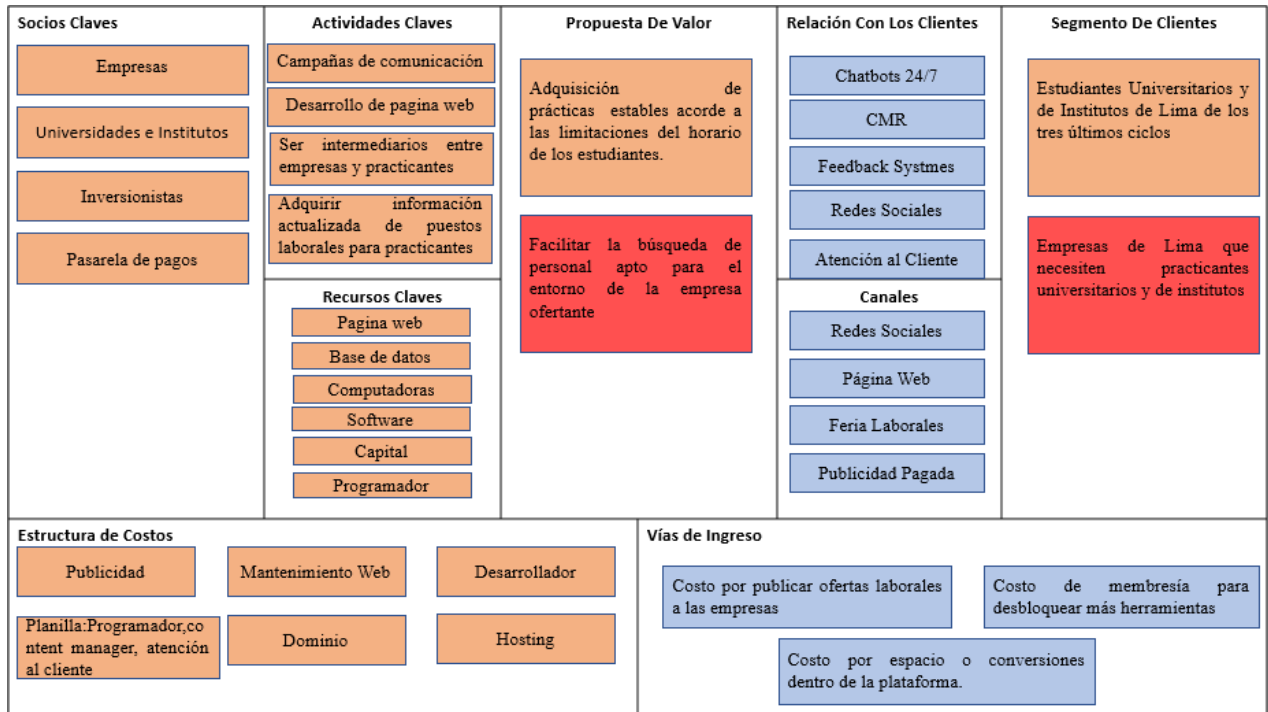 Socios Claves
Empresas
Universidades e Institutos
Inversionistas
Pasarela de pagos
Actividades Claves
Campañas de comunicación
Desarrollo de pagina web
Ser intermediarios entre
empresas y practicantes
Adquirir información
actualizada de puestos
laborales para practicantes
Recursos Claves
Pagina web
Base de datos
Computadoras
Software
Capital
Programador
Propuesta De Valor
Adquisición de
prácticas estables acorde a
las limitaciones del horario
de los estudiantes.
Facilitar la búsqueda de
personal apto para el
entorno de la empresa
ofertante
Relación Con Los Clientes
Chatbots 24/7
CMR
Feedback Systmes
Redes Sociales
Atención al Cliente
Canales
Redes Sociales
Página Web
Feria Laborales
Publicidad Pagada
Segmento De Clientes
Estudiantes Universitarios y
de Institutos de Lima de los
tres últimos ciclos
Empresas de Lima que
necesiten practicantes
universitarios y de institutos
Estructura de Costos
Publicidad
Mantenimiento Web
Desarrollador
Planilla:Programador,co
ntent manager, atención
al cliente
Dominio
Hosting
Vías de Ingreso
Costo por publicar ofertas laborales
a las empresas
Costo de membresía para
desbloquear más herramientas
Costo por espacio o conversiones
dentro de la plataforma.